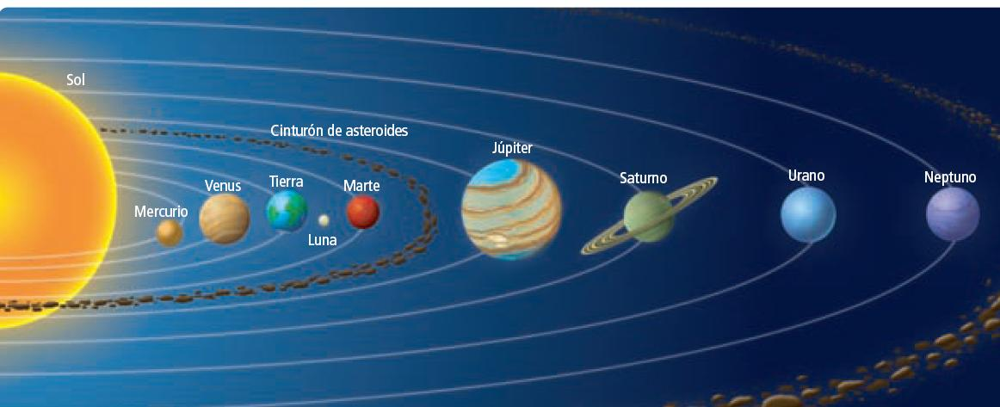 Sol
Cinturón de asteroides
Júpiter
Mercurio
Venus
Tierra
Luna
Marte
Saturno
Urano
Neptuno